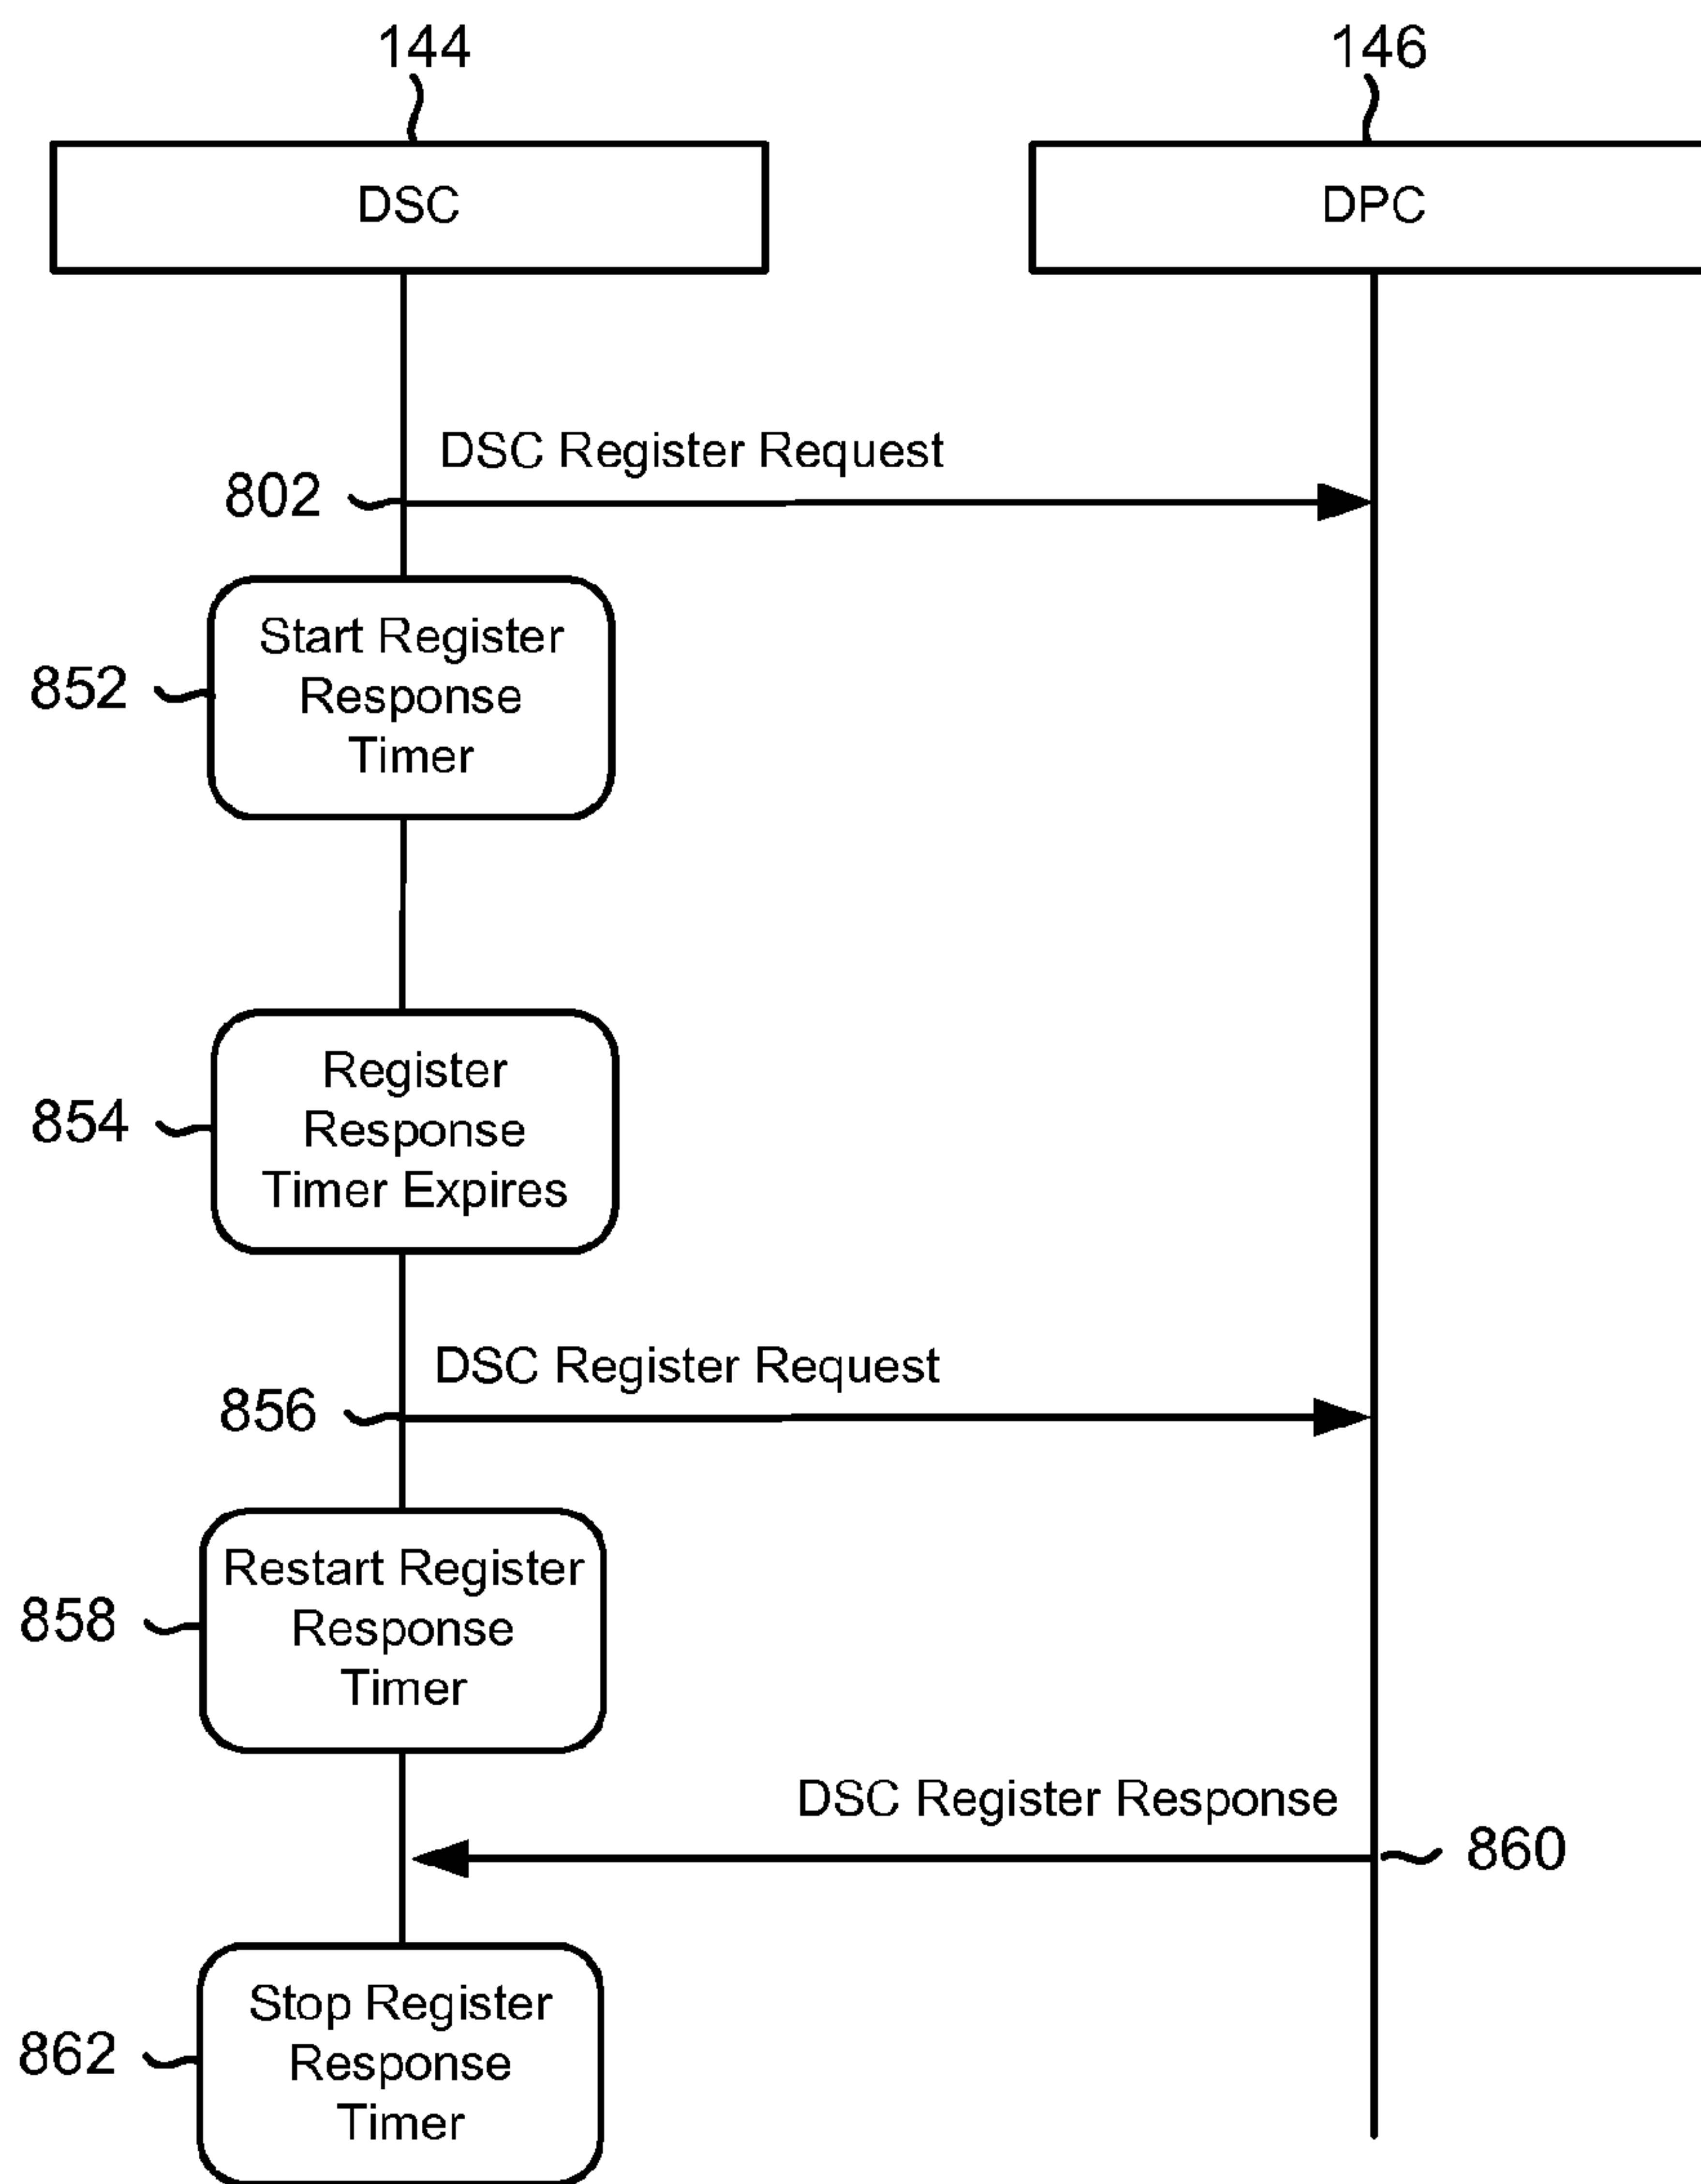 144
146
DSC
DPC
DSC Register Request
802
Start Register
Response
Timer
852
Register
Response
Timer Expires
854
DSC Register Request
856
Restart Register
Response
Timer
858
DSC Register Response
860
Stop Register
Response
Timer
862